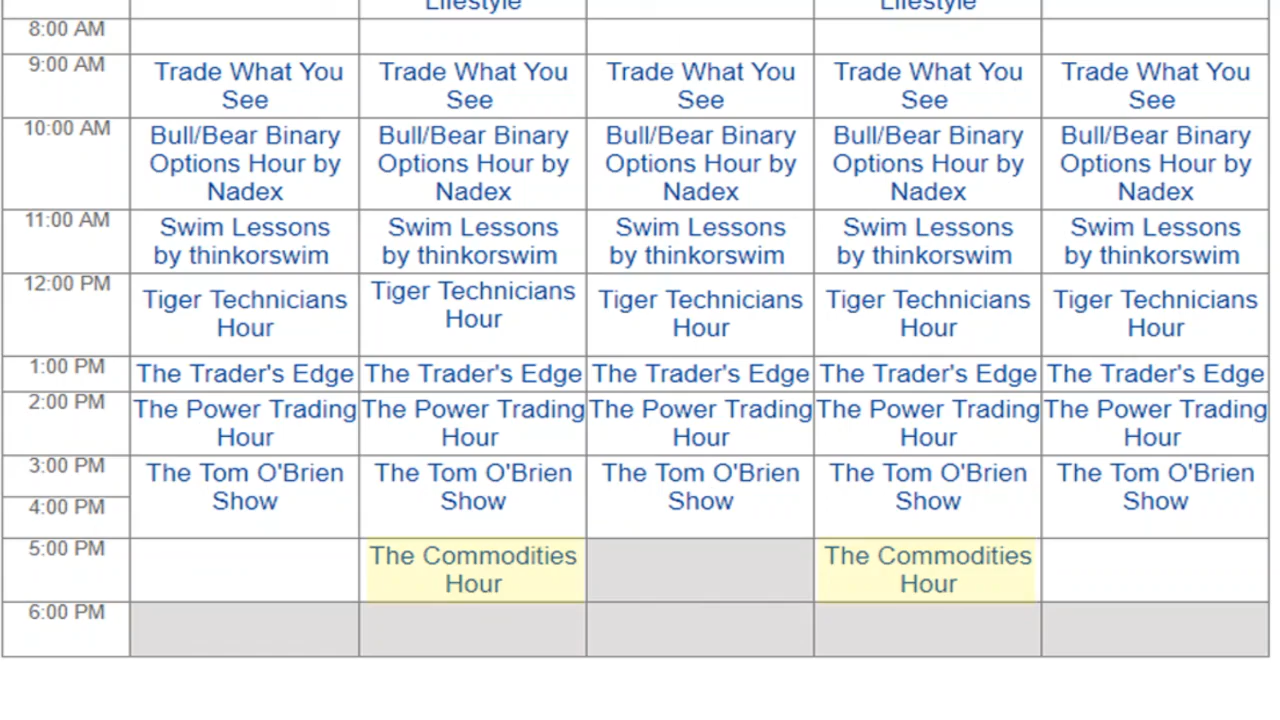 Lifestyle Lifestyle
8:00 AM
9:00 AM Trade What You Trade What You Trade What You Trade What You Trade What You
See See See See See
10:00 AM Bull/Bear Binary Bull/Bear Binary Bull/Bear Binary Bull/Bear Binary Bull/Bear Binary
Options Hour by Options Hour by Options Hour by Options Hour by Options Hour by
Nadex Nadex Nadex Nadex Nadex
11:00 AM Swim Lessons Swim Lessons Swim Lessons Swim Lessons Swim Lessons
by thinkorswim by thinkorswim by thinkorswim by thinkorswim by thinkorswim
12:00 PM Tiger Technicians Tiger Technicians Tiger Technicians Tiger Technicians Tiger Technicians
Hour Hour Hour Hour Hour
1:00 PM The Trader's Edge The Trader's Edge The Trader's Edge The Trader's Edge The Trader's Edge
2:00 PM The Power Trading The Power Trading The Power Trading The Power Trading The Power Trading
Hour Hour Hour Hour Hour
3:00 PM The Tom O'Brien The Tom O'Brien The Tom O'Brien The Tom O'Brien The Tom O'Brien
4:00 PM Show Show Show Show Show
5:00 PM The Commodities The Commodities
Hour Hour
6:00 PM